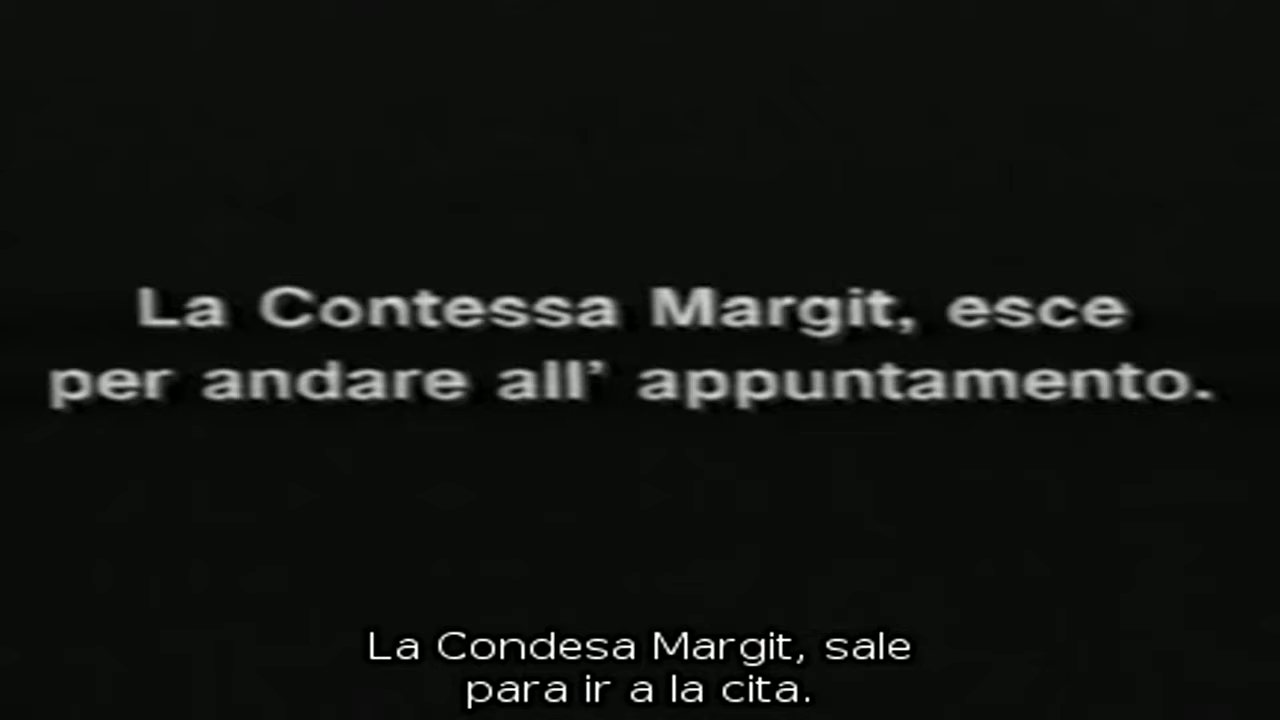 La Contessa Margit, esce
per andare all' appuntamento.
La Condesa Margit, sale
para ir a la cita.